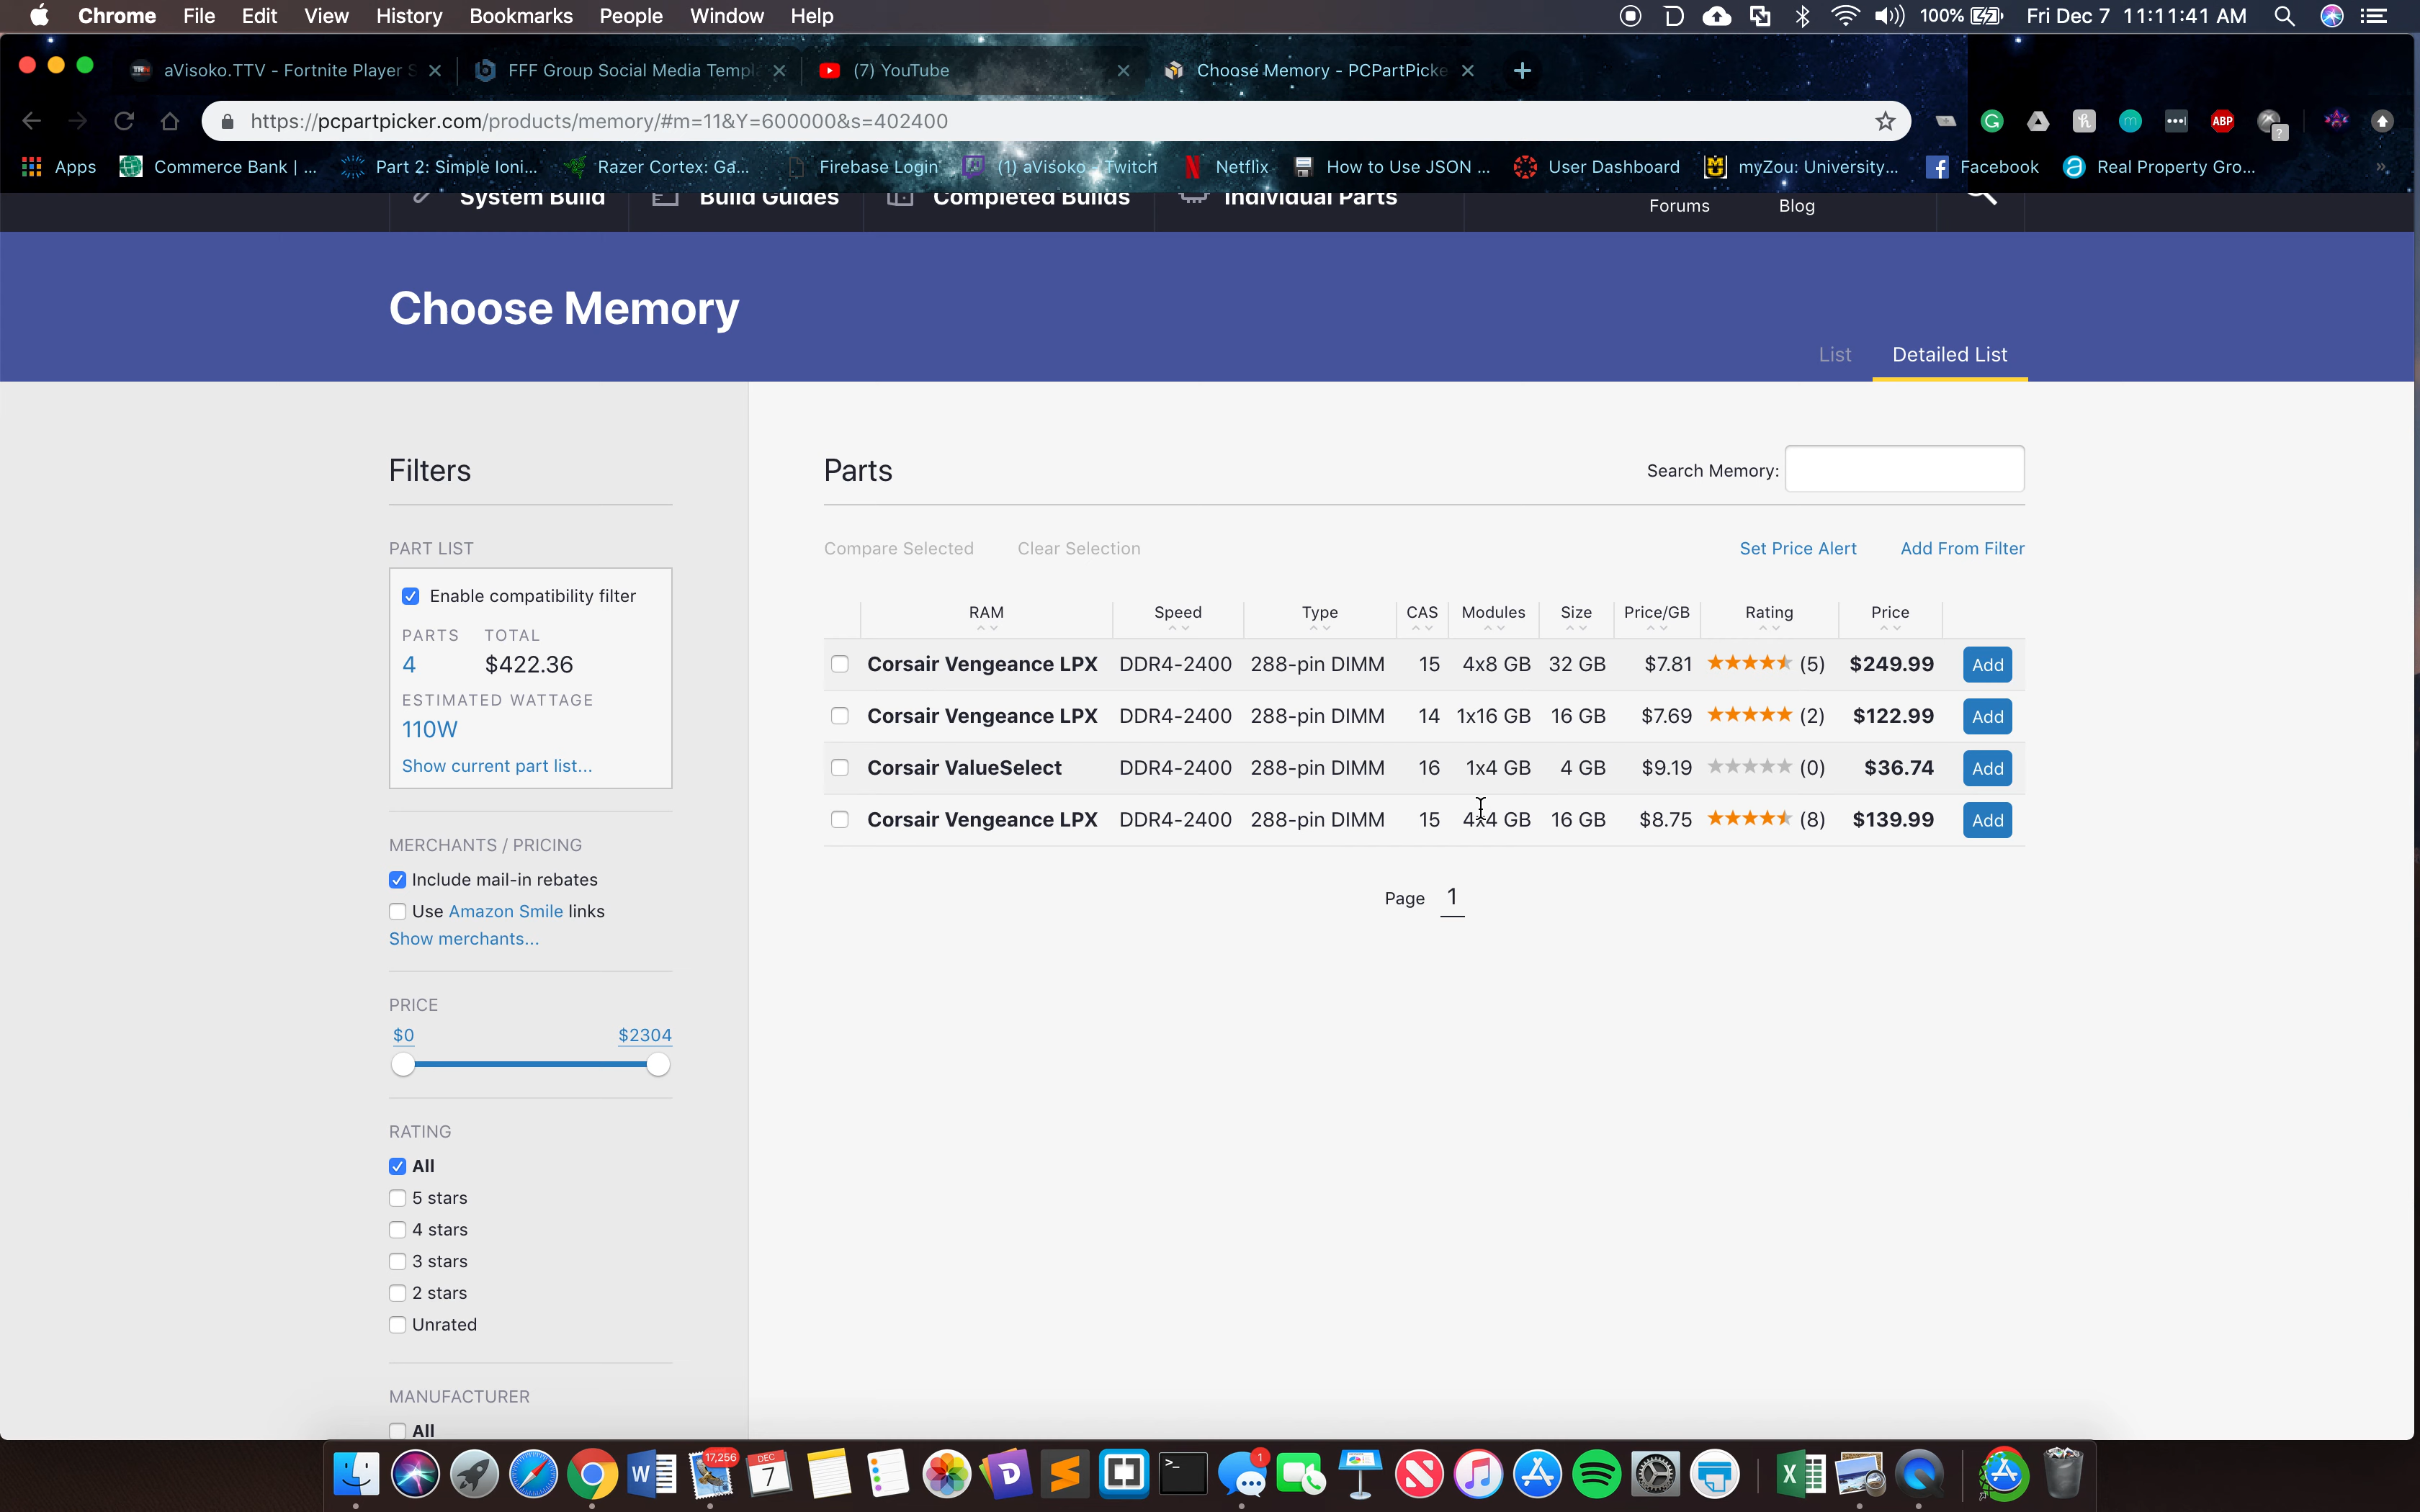 Chrome File Edit View History Bookmarks People Window Help 100% Fri Dec 7 11:11:41 AM
aVisoko.TTV - Fortnite Player S FFF Group Social Media Templa (7) YouTube Choose Memory - PCPartPicke
https://pcpartpicker.com/products/memory/#m=11&Y=600000&s=402400
Apps Commerce Bank | ... Part 2: Simple Ioni... Razer Cortex: Ga... Firebase Login (1) aVisoko - Twitch Netflix How to Use JSON ... User Dashboard myZou: University... Facebook Real Property Gro... »
System Build Build Guides Completed Builds Individual Parts Forums Blog
Choose Memory
List Detailed List
Filters
PART LIST
Enable compatibility filter
PARTS TOTAL
4 $422.36
ESTIMATED WATTAGE
110W
Show current part list...
MERCHANTS / PRICING
Include mail-in rebates
Use Amazon Smile links
Show merchants...
PRICE
$0 $2304
RATING
All
5 stars
4 stars
3 stars
2 stars
Unrated
MANUFACTURER
All
Parts Search Memory:
Compare Selected Clear Selection Set Price Alert Add From Filter
RAM Speed Type CAS Modules Size Price/GB Rating Price
Corsair Vengeance LPX DDR4-2400 288-pin DIMM 15 4x8 GB 32 GB $7.81 (5) $249.99 Add
Corsair Vengeance LPX DDR4-2400 288-pin DIMM 14 1x16 GB 16 GB $7.69 (2) $122.99 Add
Corsair ValueSelect DDR4-2400 288-pin DIMM 16 1x4 GB 4 GB $9.19 (0) $36.74 Add
Corsair Vengeance LPX DDR4-2400 288-pin DIMM 15 4x4 GB 16 GB $8.75 (8) $139.99 Add
Page 1
17,256
DEC
7
1